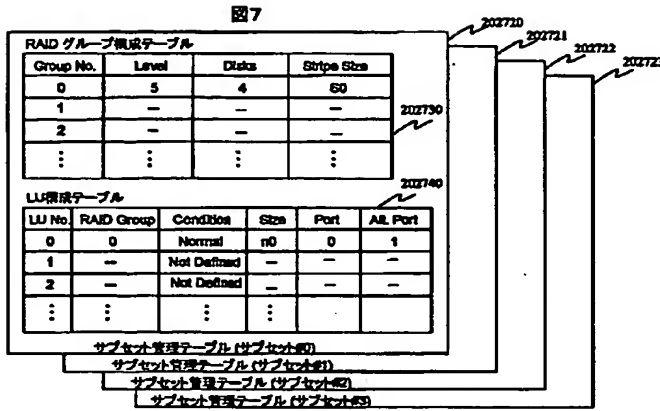 図7
202720
202721
202722
202723
RAID グループ構成テーブル
Group No. Level Disks Stripe Size
0 5 4 60
1 — — —
2 — — —
⋮ ⋮ ⋮ ⋮
202730
202740
LU構成テーブル
LU No. RAID Group Condition Size Port Alt. Port
0 0 Normal n0 0 1
1 — Not Defined — — —
2 — Not Defined — — —
⋮ ⋮ ⋮ ⋮ ⋮ ⋮
サブセット管理テーブル (サブセット#0)
サブセット管理テーブル (サブセット#1)
サブセット管理テーブル (サブセット#2)
サブセット管理テーブル (サブセット#3)